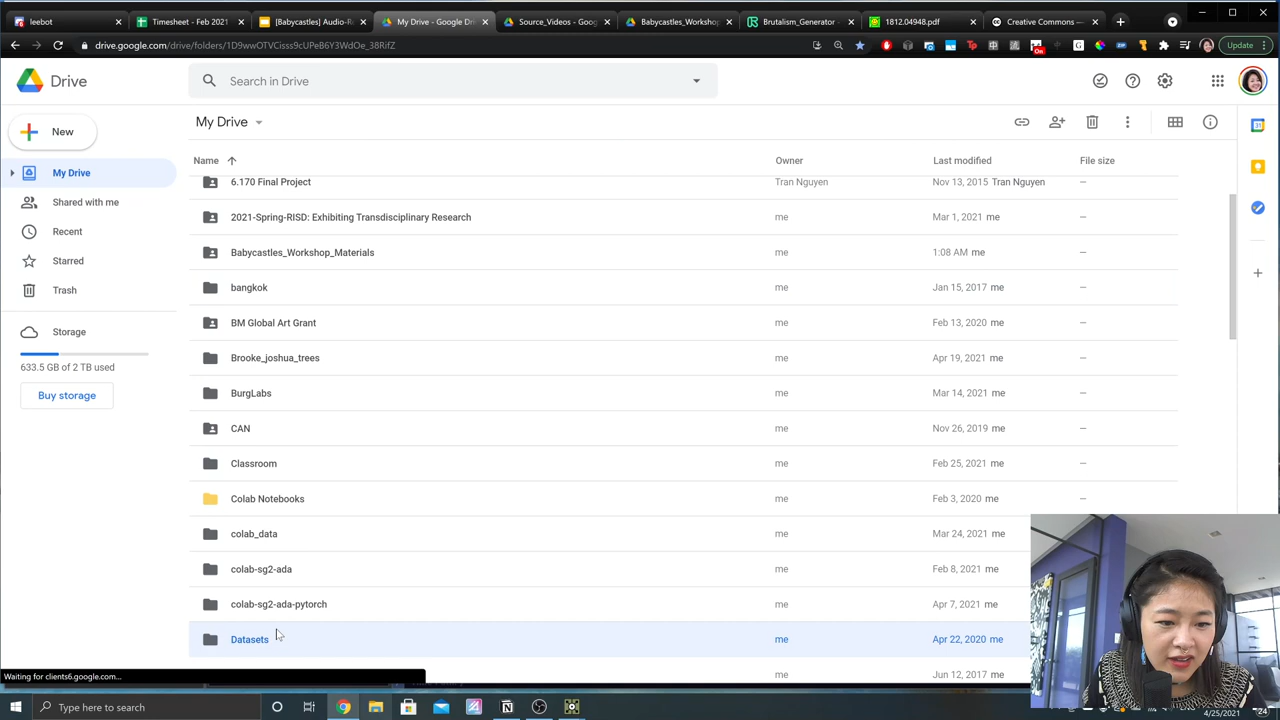 leebot
Timesheet - Feb 2021
[Babycastles] Audio-Re
My Drive - Google Dri
Source_Videos - Goog
Babycastles_Workshop
Brutalism_Generator -
1812.04948.pdf
Creative Commons —
drive.google.com/drive/folders/1D9wwOTVCisss9cUPeB6Y3WdOe_38RifZ
On
Update
Drive
Search in Drive
New
My Drive
Name
Owner
Last modified
File size
My Drive
6.170 Final Project
Tran Nguyen
Nov 13, 2015 Tran Nguyen
—
Shared with me
2021-Spring-RISD: Exhibiting Transdisciplinary Research
me
Mar 1, 2021 me
—
Recent
Babycastles_Workshop_Materials
me
1:08 AM me
—
Starred
bangkok
me
Jan 15, 2017 me
—
Trash
BM Global Art Grant
me
Feb 13, 2020 me
—
Storage
Brooke_joshua_trees
me
Apr 19, 2021 me
—
633.5 GB of 2 TB used
BurgLabs
me
Mar 14, 2021 me
—
Buy storage
CAN
me
Nov 26, 2019 me
—
Classroom
me
Feb 25, 2021 me
—
Colab Notebooks
me
Feb 3, 2020 me
—
colab_data
me
Mar 24, 2021 me
colab-sg2-ada
me
Feb 8, 2021 me
colab-sg2-ada-pytorch
me
Apr 7, 2021 me
Datasets
me
Apr 22, 2020 me
me
Jun 12, 2017 me
Waiting for clients6.google.com...
Type here to search
4/25/2021
24